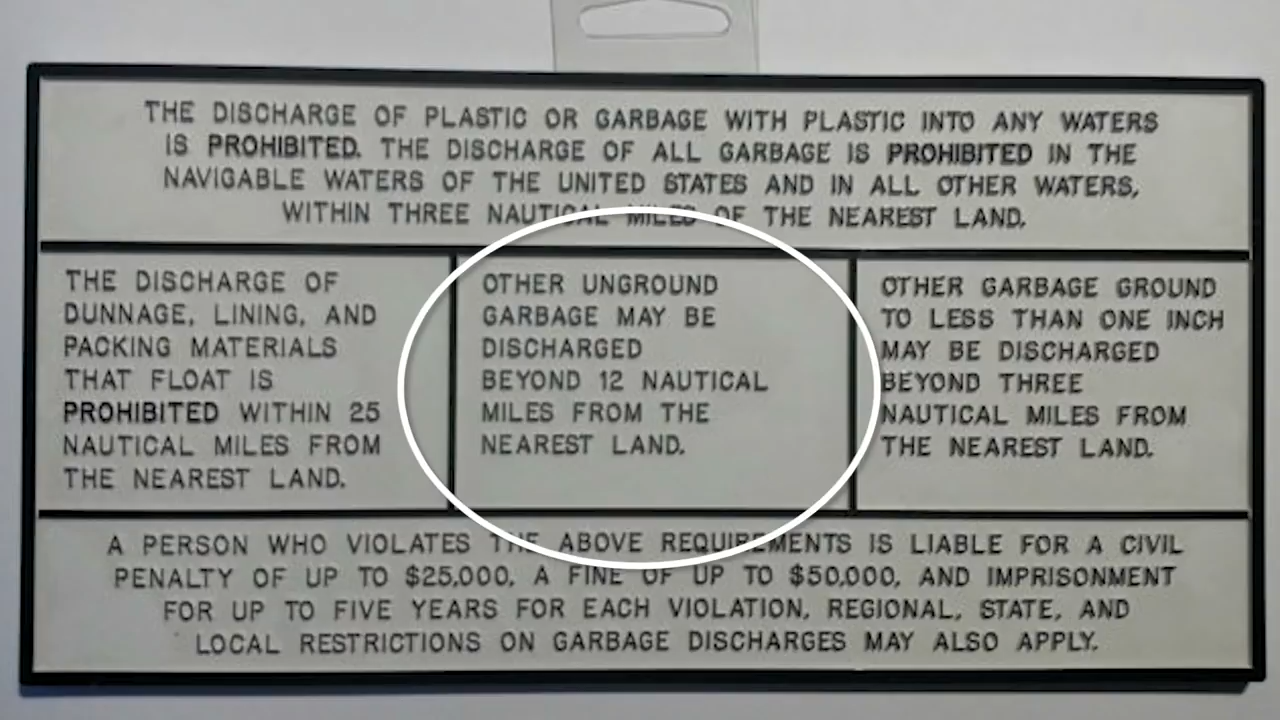 THE DISCHARGE OF PLASTIC OR GARBAGE WITH PLASTIC INTO ANY WATERS
IS PROHIBITED. THE DISCHARGE OF ALL GARBAGE IS PROHIBITED IN THE
NAVIGABLE WATERS OF THE UNITED STATES AND IN ALL OTHER WATERS,
WITHIN THREE NAUTICAL MILES OF THE NEAREST LAND.
THE DISCHARGE OF
DUNNAGE, LINING, AND
PACKING MATERIALS
THAT FLOAT IS
PROHIBITED WITHIN 25
NAUTICAL MILES FROM
THE NEAREST LAND.
OTHER UNGROUND
GARBAGE MAY BE
DISCHARGED
BEYOND 12 NAUTICAL
MILES FROM THE
NEAREST LAND.
OTHER GARBAGE GROUND
TO LESS THAN ONE INCH
MAY BE DISCHARGED
BEYOND THREE
NAUTICAL MILES FROM
THE NEAREST LAND.
A PERSON WHO VIOLATES THE ABOVE REQUIREMENTS IS LIABLE FOR A CIVIL
PENALTY OF UP TO $25,000, A FINE OF UP TO $50,000, AND IMPRISONMENT
FOR UP TO FIVE YEARS FOR EACH VIOLATION, REGIONAL, STATE, AND
LOCAL RESTRICTIONS ON GARBAGE DISCHARGES MAY ALSO APPLY.